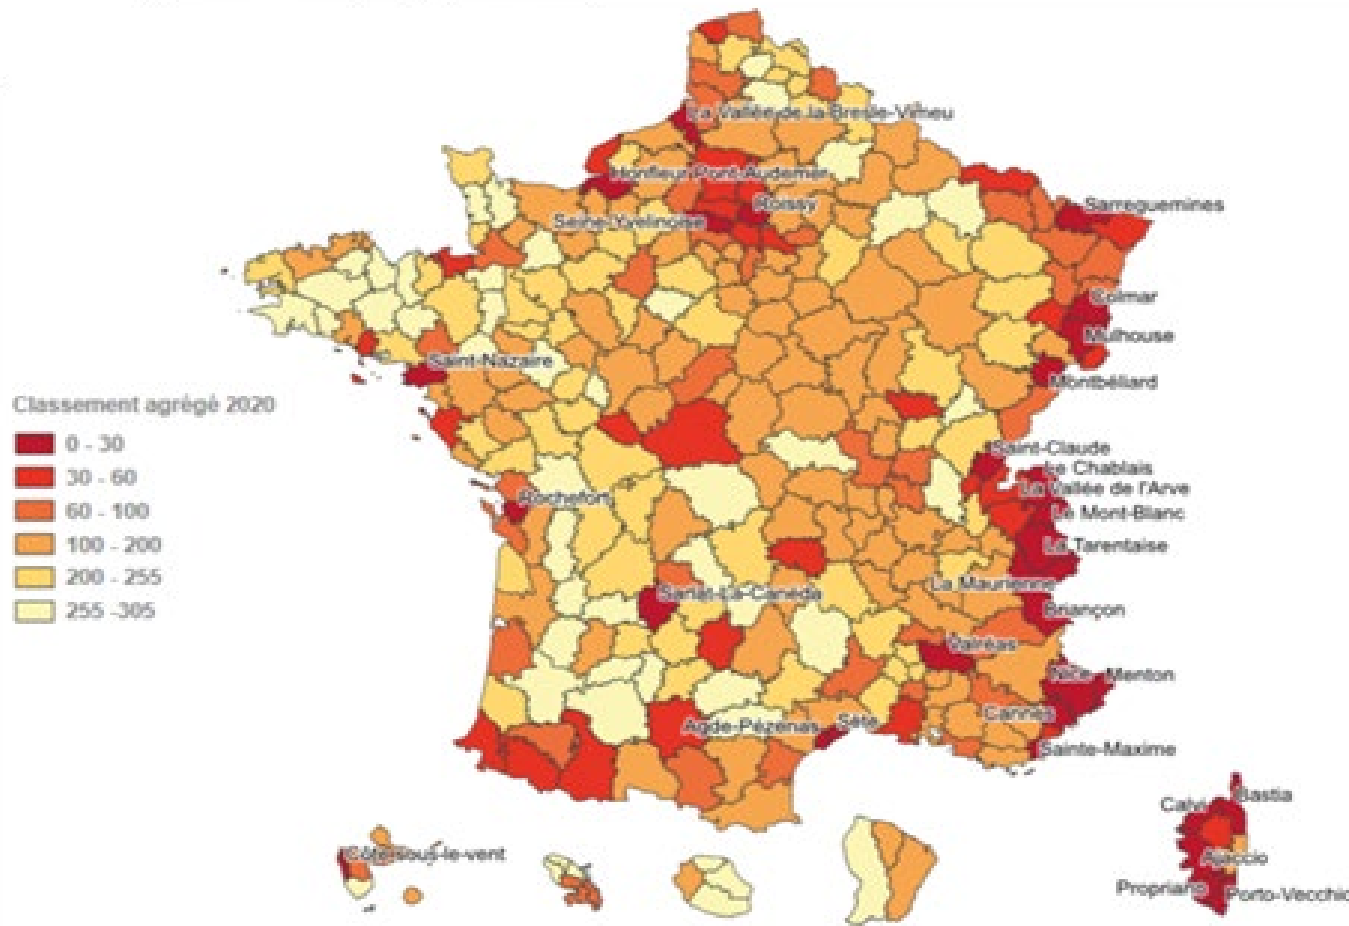 La Vallée de la Bresle-Vimeu
Honfleur Pont-Audemer
Roissy
Sarreguemines
Seine-Yvelinoise
Colmar
Mulhouse
Saint-Nazaire
Montbéliard
Classement agrégé 2020
0 - 30
30 - 60
60 - 100
100 - 200
200 - 255
255 -305
Saint-Claude
Le Chablais
La Vallée de l'Arve
Rochefort
Le Mont-Blanc
La Tarentaise
La Maurienne
Sarlat-La-Canéda
Briançon
Valréas
Nice Menton
Cannes
Agde-Pézenas
Sète
Sainte-Maxime
Bastia
Calvi
Côte-sous-le-vent
Ajaccio
Propriano
Porto-Vecchio